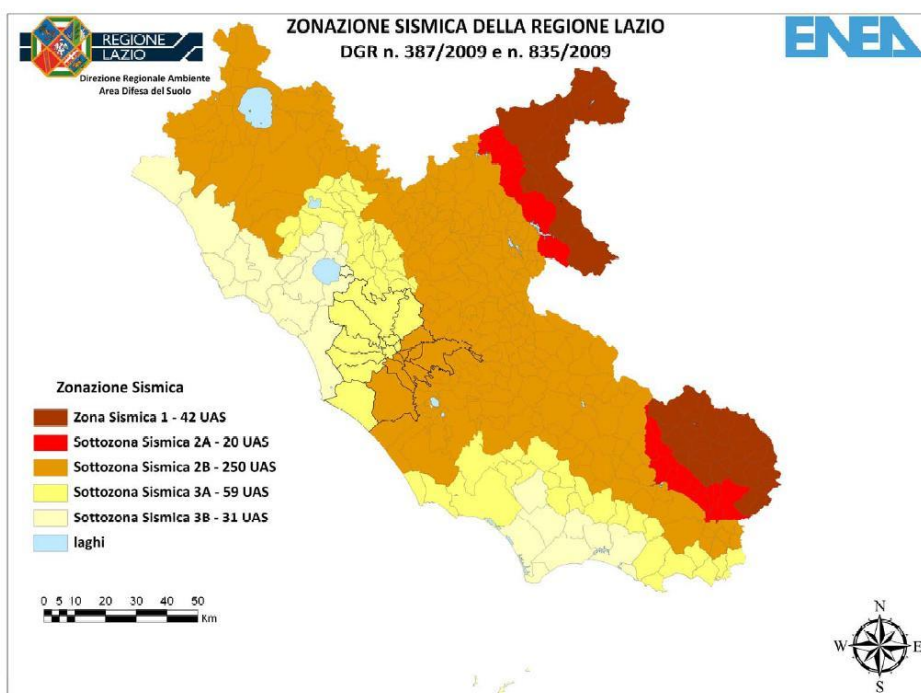 ZONAZIONE SISMICA DELLA REGIONE LAZIO
DGR n. 387/2009 e n. 835/2009
REGIONE
LAZIO
Direzione Regionale Ambiente
Area Difesa del Suolo
ENEA
Zonazione Sismica
Zona Sismica 1 - 42 UAS
Sottozona Sismica 2A - 20 UAS
Sottozona Sismica 2B - 250 UAS
Sottozona Sismica 3A - 59 UAS
Sottozona Sismica 3B - 31 UAS
laghi
0 5 10 20 30 40 50
Km
N
W E
S